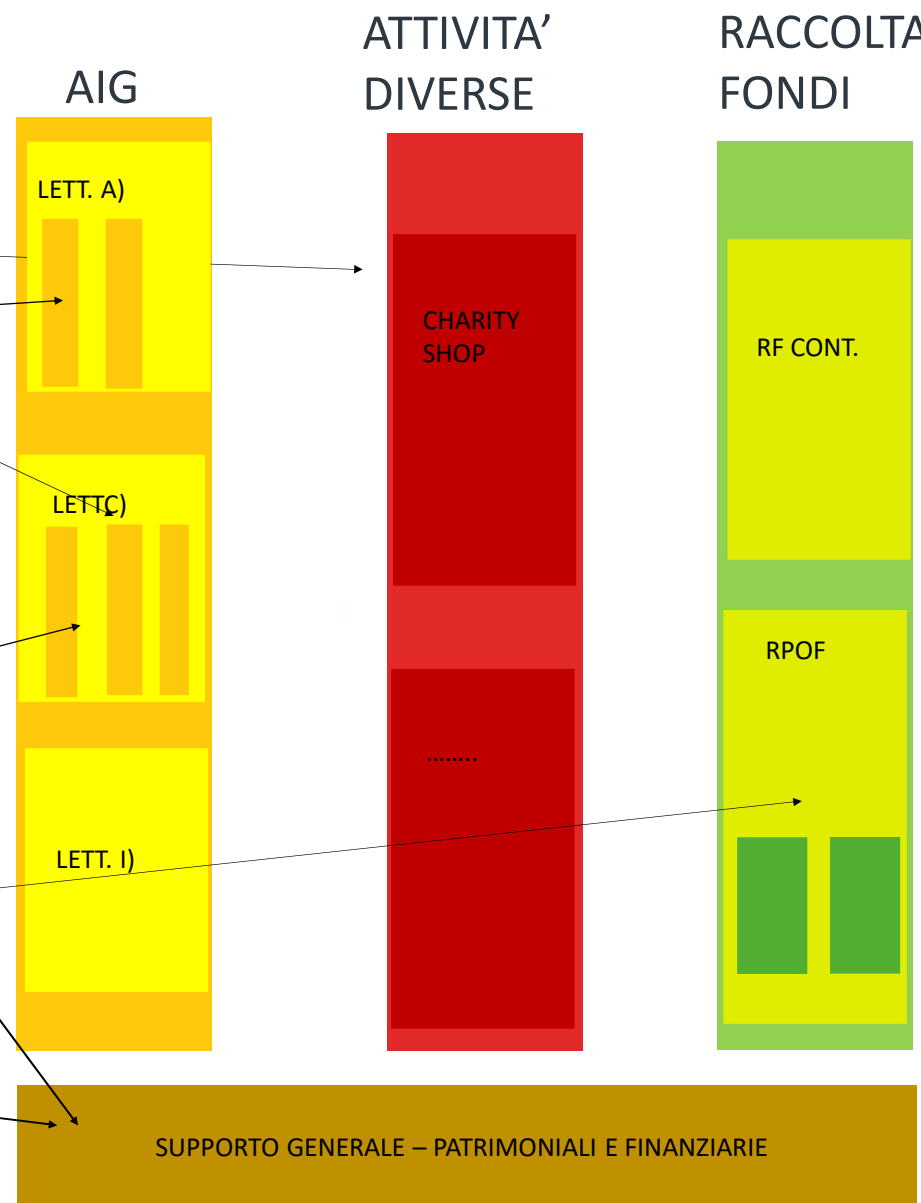 AIG
ATTIVITA’
DIVERSE
RACCOLTA
FONDI
LETT. A)
LETTC)
LETT. I)
CHARITY
SHOP
........
RF CONT.
RPOF
SUPPORTO GENERALE – PATRIMONIALI E FINANZIARIE